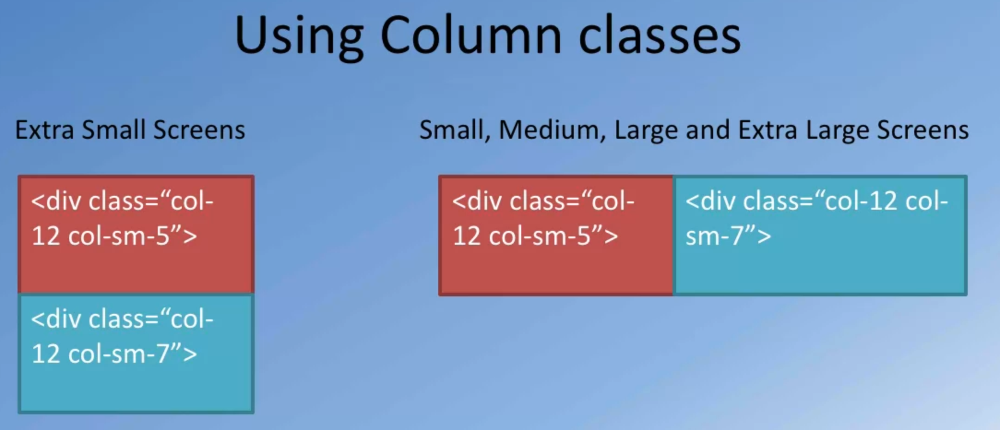 Using Column classes
Extra Small Screens
Small, Medium, Large and Extra Large Screens
<div class=“col-
12 col-sm-5”>
<div class=“col-
12 col-sm-7”>
<div class=“col-
12 col-sm-5”>
<div class=“col-12 col-
sm-7”>